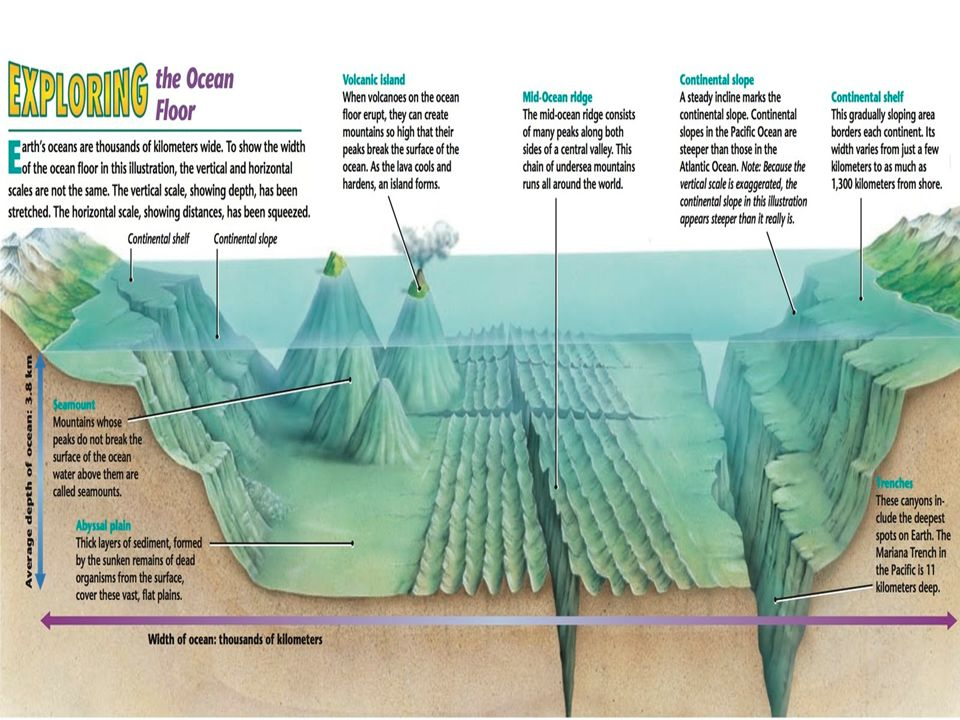 EXPLORING the Ocean
Floor
Earth's oceans are thousands of kilometers wide. To show the width
of the ocean floor in this illustration, the vertical and horizontal
scales are not the same. The vertical scale, showing depth, has been
stretched. The horizontal scale, showing distances, has been squeezed.
Continental shelf
Continental slope
Volcanic island
When volcanoes on the ocean
floor erupt, they can create
mountains so high that their
peaks break the surface of the
ocean. As the lava cools and
hardens, an island forms.
Mid-Ocean ridge
The mid-ocean ridge consists
of many peaks along both
sides of a central valley. This
chain of undersea mountains
runs all around the world.
Continental slope
A steady incline marks the
continental slope. Continental
slopes in the Pacific Ocean are
steeper than those in the
Atlantic Ocean. Note: Because the
vertical scale is exaggerated, the
continental slope in this illustration
appears steeper than it really is.
Continental shelf
This gradually sloping area
borders each continent. Its
width varies from just a few
kilometers to as much as
1,300 kilometers from shore.
Average depth of ocean: 3.8 km
Seamount
Mountains whose
peaks do not break the
surface of the ocean
water above them are
called seamounts.
Abyssal plain
Thick layers of sediment, formed
by the sunken remains of dead
organisms from the surface,
cover these vast, flat plains.
Trenches
These canyons in-
clude the deepest
spots on Earth. The
Mariana Trench in
the Pacific is 11
kilometers deep.
Width of ocean: thousands of kilometers